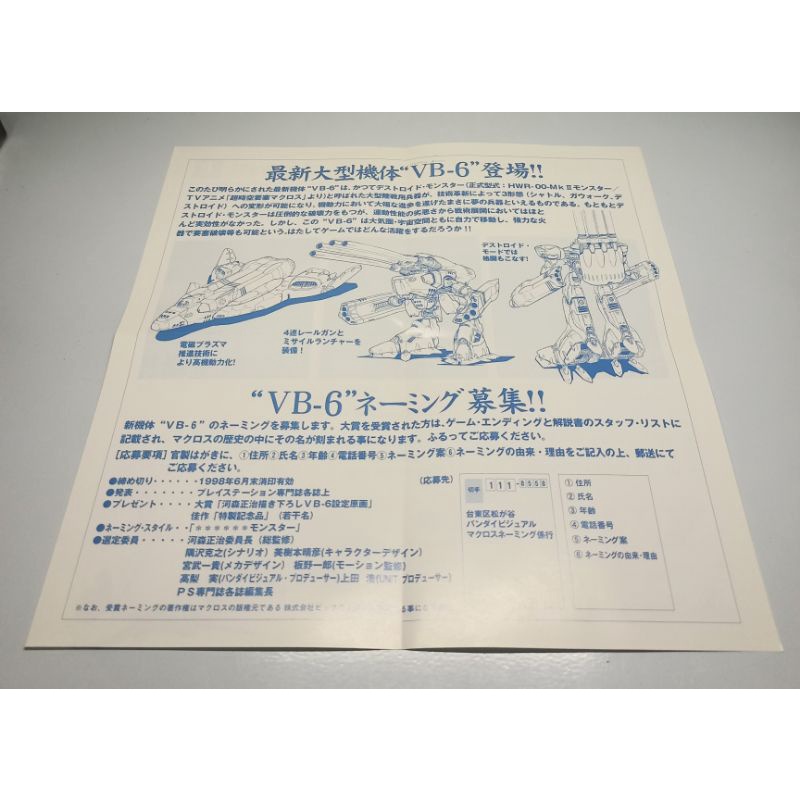 最新大型機体“VB-6”登場!!
このたび明らかにされた最新機体“VB-6”は、かつてデストロイド・モンスター(正式型式：HWR-00-MkⅡモンスター／
TVアニメ「超時空要塞マクロス」より)と呼ばれた大型陸戦用兵器が、技術革新によって3形態(シャトル、ガウォーク、デ
ストロイド)への変形が可能になり、機動力において大幅な進歩を遂げたまさに夢の兵器といえるものである。もともとデ
ストロイド・モンスターは圧倒的な破壊力をもつが、運動性能の劣悪さから戦術展開においてはほと
んど実効性がなかった。しかし、この“VB-6”は大気圏・宇宙空間ともに自力で移動し、強力な火
器で要塞破壊等も可能という。はたしてゲームではどんな活躍をするだろうか!!
デストロイド・
モードでは
格闘もこなす!
電磁プラズマ
推進技術に
より高機動力化!
4連レールガンと
ミサイルランチャーを
装備!
“VB-6”ネーミング募集!!
新機体“VB-6”のネーミングを募集します。大賞を受賞された方は、ゲーム・エンディングと解説書のスタッフ・リストに
記載され、マクロスの歴史の中にその名が刻まれる事になります。ふるってご応募ください。
[応募要項]官製はがきに、①住所②氏名③年齢④電話番号⑤ネーミング案⑥ネーミングの由来・理由をご記入の上、郵送にて
ご応募ください。
●締め切り・・・・・・1998年6月末消印有効
●発表・・・・・・・・プレイステーション専門誌各誌上
●プレゼント・・・・大賞「河森正治描き下ろしVB-6設定原画」
佳作「特製記念品」(若干名)
●ネーミング・スタイル・・「＊＊＊＊＊＊モンスター」
●選定委員・・・・・河森正治委員長(総監修)
隅沢克之(シナリオ) 美樹本晴彦(キャラクターデザイン)
宮武一貴(メカデザイン) 板野一郎(モーション監修)
高梨 実(バンダイビジュアル・プロデューサー)上田 (UNiT プロデューサー)
PS専門誌各誌編集長
(応募先)
切手 111-8558
台東区松が谷
バンダイビジュアル
マクロスネーミング係行
①住所
②氏名
③年齢
④電話番号
⑤ネーミング案
⑥ネーミングの由来・理由
※なお、受賞ネーミングの著作権はマクロスの版権元である 株式会社ビッグ